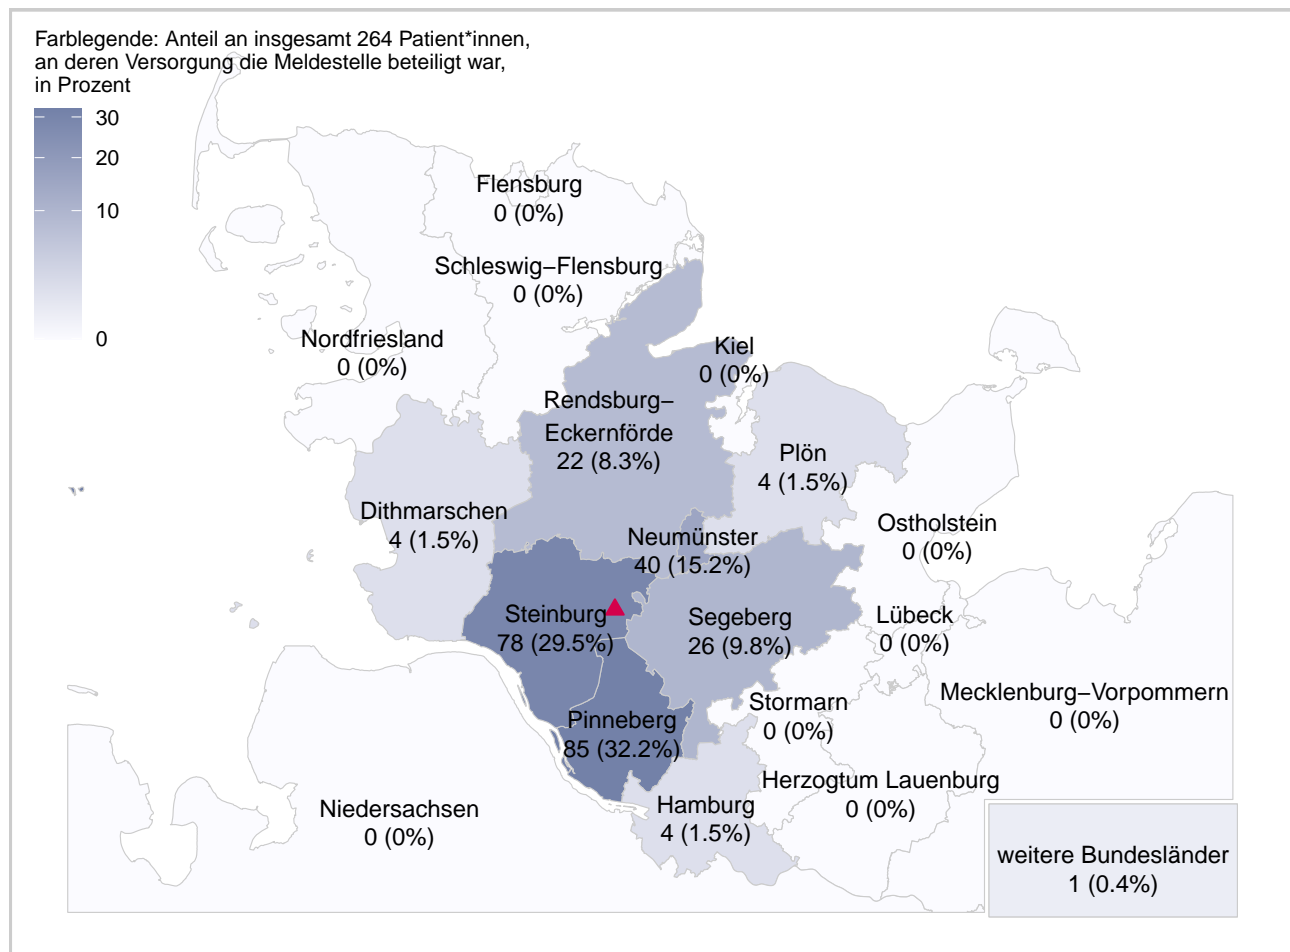 Farblegende: Anteil an insgesamt 264 Patient*innen,
an deren Versorgung die Meldestelle beteiligt war,
in Prozent
30
20
10
0
Flensburg
0 (0%)
Schleswig−Flensburg
0 (0%)
Nordfriesland
0 (0%)
Kiel
0 (0%)
Rendsburg−
Eckernförde
22 (8.3%)
Plön
4 (1.5%)
Dithmarschen
4 (1.5%)
Neumünster
40 (15.2%)
Ostholstein
0 (0%)
Steinburg
78 (29.5%)
Segeberg
26 (9.8%)
Lübeck
0 (0%)
Mecklenburg−Vorpommern
0 (0%)
Stormarn
0 (0%)
Pinneberg
85 (32.2%)
Herzogtum Lauenburg
0 (0%)
Niedersachsen
0 (0%)
Hamburg
4 (1.5%)
weitere Bundesländer
1 (0.4%)